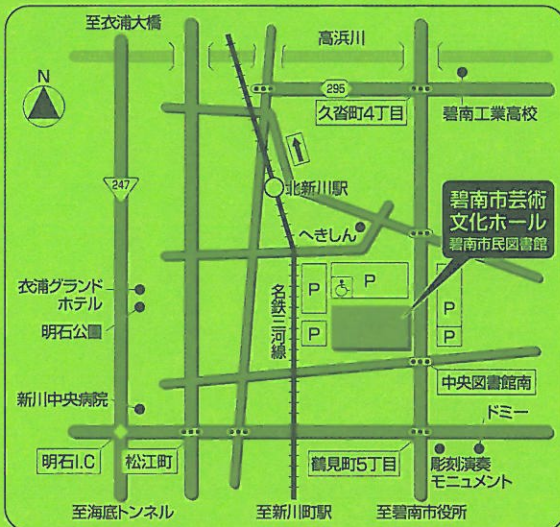 至衣浦大橋
高浜川
N
295
久沓町4丁目
碧南工業高校
247
北新川駅
碧南市芸術
文化ホール
碧南市民図書館
へきしん
P
P
P
P
P
衣浦グランド
ホテル
明石公園
名鉄三河線
中央図書館南
新川中央病院
ドミー
明石I.C
松江町
鶴見町5丁目
彫刻演奏
モニュメント
至海底トンネル
至新川町駅
至碧南市役所